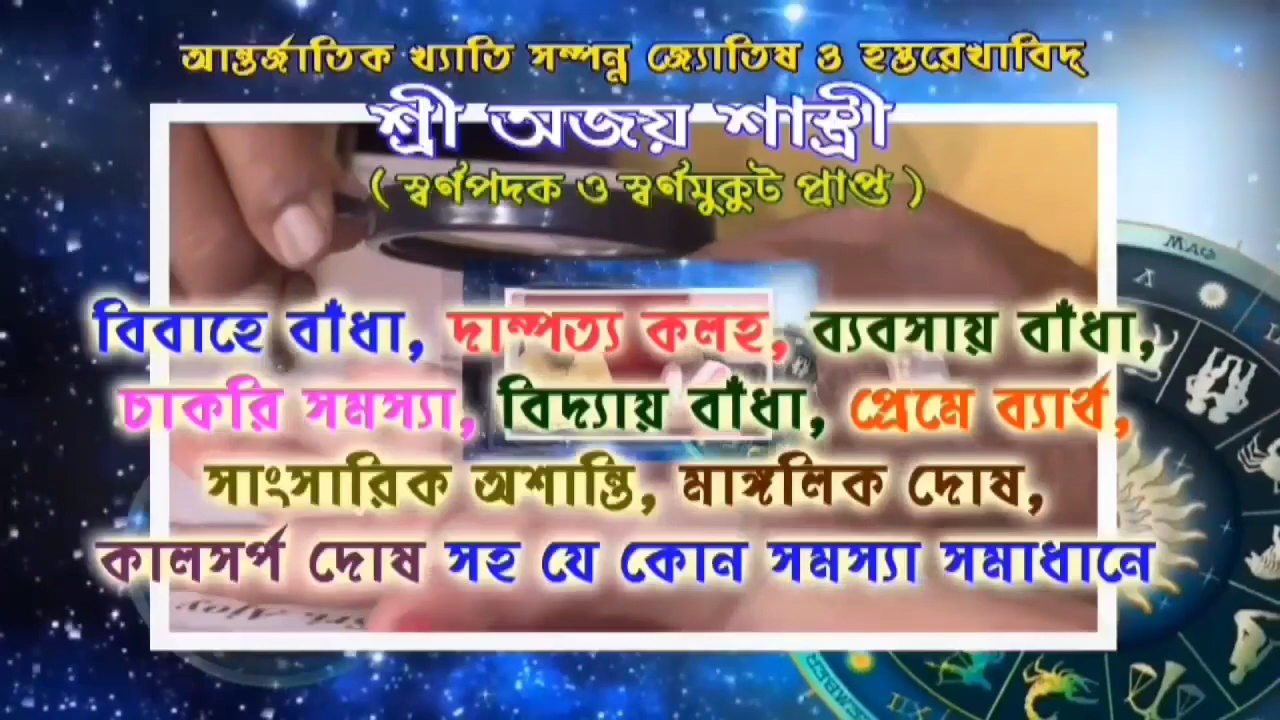 আন্তর্জাতিক খ্যাতি সম্পন্ন জ্যোতিষ ও হস্তরেখাবিদ্
শ্রী অজয় শাস্ত্রী
( স্বর্ণপদক ও স্বর্ণমুকুট প্রাপ্ত )
বিবাহে বাঁধা, দাম্পত্য কলহ, ব্যবসায় বাঁধা,
চাকরি সমস্যা, বিদ্যায় বাঁধা, প্রেমে ব্যার্থ,
সাংসারিক অশান্তি, মাঙ্গলিক দোষ,
কালসর্প দোষ সহ যে কোন সমস্যা সমাধানে